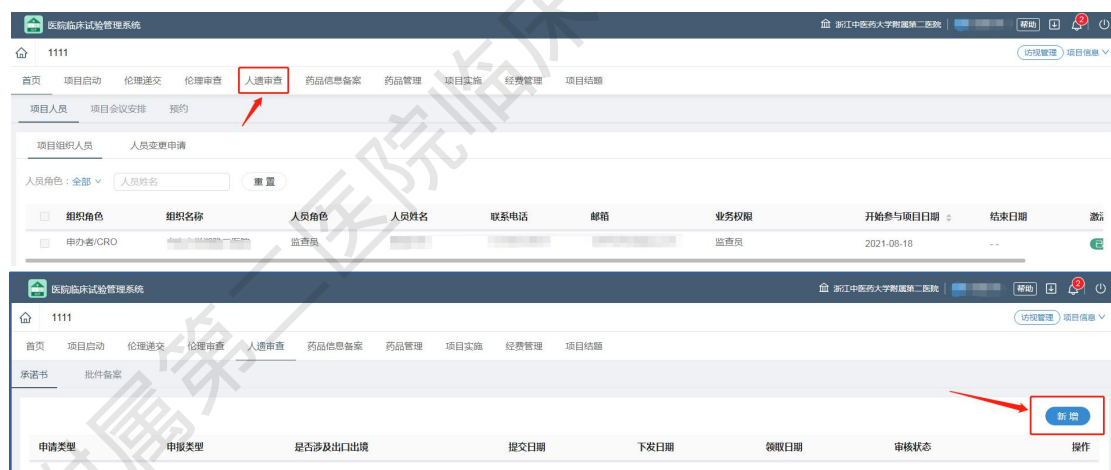 医院临床试验管理系统 浙江中医药大学附属第二医院 | 帮助 2
1111 访视管理 项目信息
首页 项目启动 伦理递交 伦理审查 人遗审查 药品信息备案 药品管理 项目实施 经费管理 项目结题
项目人员 项目会议安排 预约
项目组织人员 人员变更申请
人员角色：全部 人员姓名 重置
组织角色 组织名称 人员角色 人员姓名 联系电话 邮箱 业务权限 开始参与项目日期 结束日期
申办者/CRO 监查员 监查员 2021-08-18 --
医院临床试验管理系统 浙江中医药大学附属第二医院 | 帮助 2
1111 访视管理 项目信息
首页 项目启动 伦理递交 伦理审查 人遗审查 药品信息备案 药品管理 项目实施 经费管理 项目结题
承诺书 批件备案
新增
申请类型 申报类型 是否涉及出口出境 提交日期 下发日期 领取日期 审核状态 操作
附属第二医院临床